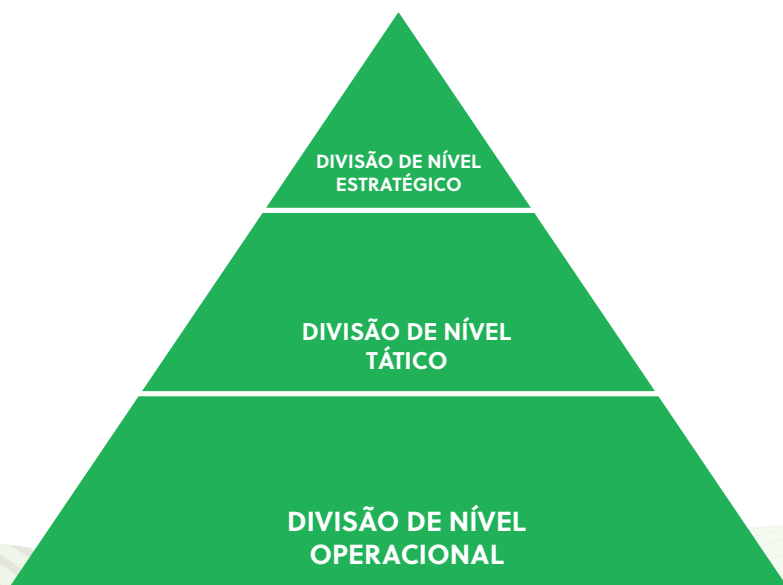 DIVISÃO DE NÍVEL
ESTRATÉGICO
DIVISÃO DE NÍVEL
TÁTICO
DIVISÃO DE NÍVEL
OPERACIONAL